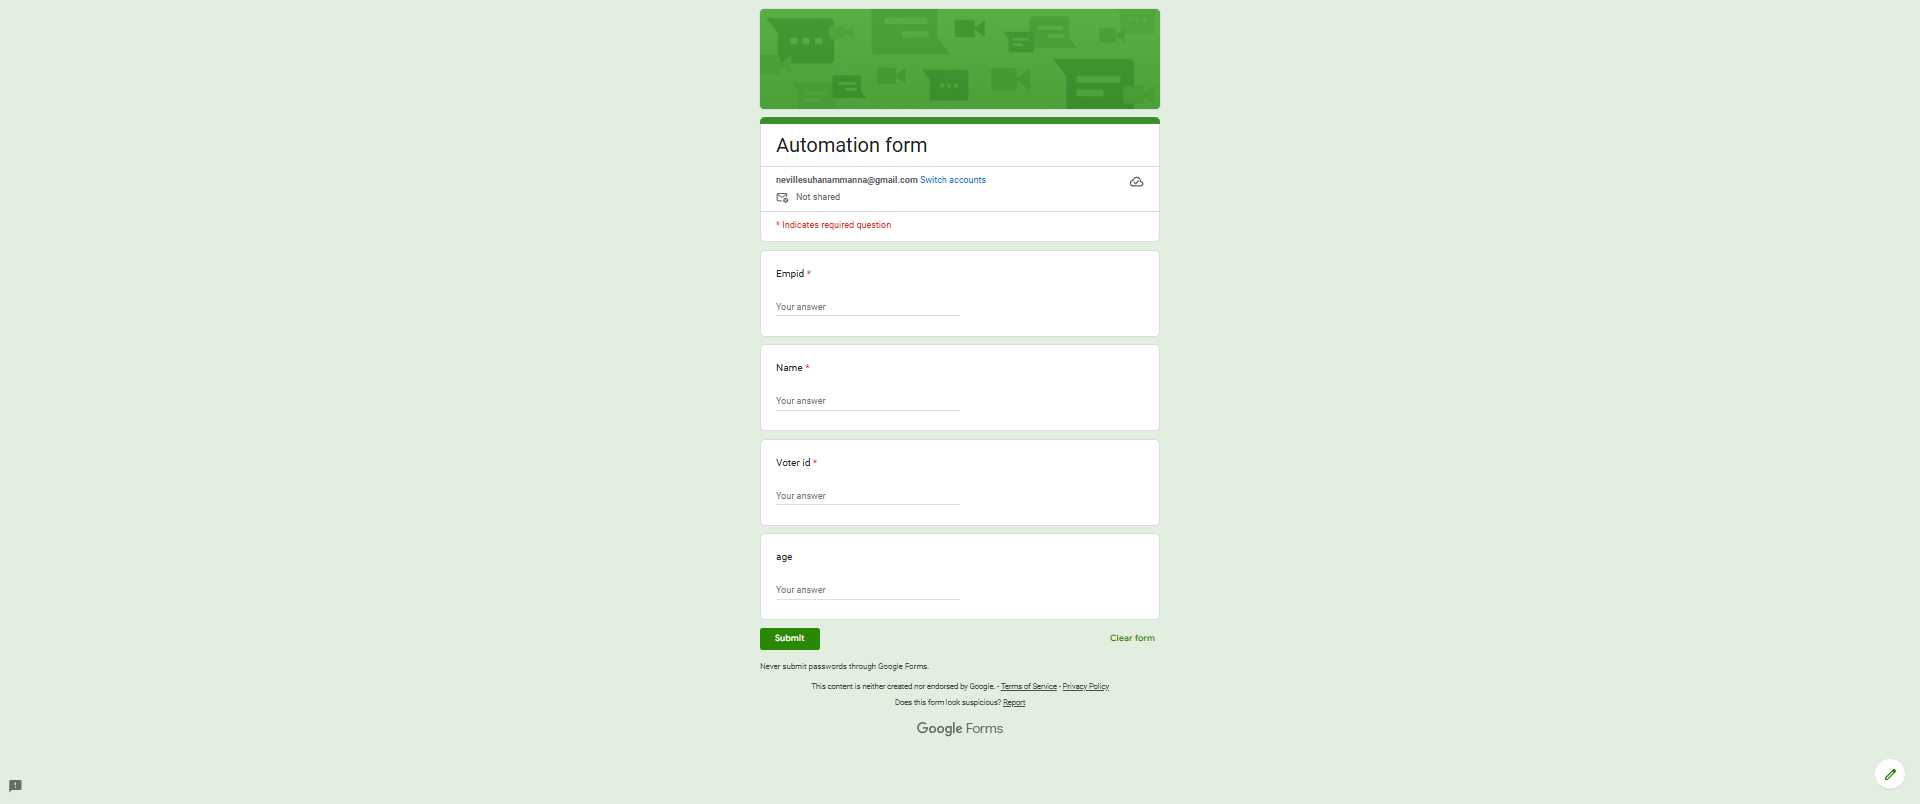 Automation form
nevillesuhanammanna@gmail.com Switch accounts
Not shared
* Indicates required question
Empid *
Your answer
Name *
Your answer
Voter id *
Your answer
age
Your answer
Submit
Clear form
Never submit passwords through Google Forms.
This content is neither created nor endorsed by Google. - Terms of Service - Privacy Policy
Does this form look suspicious? Report
Google Forms